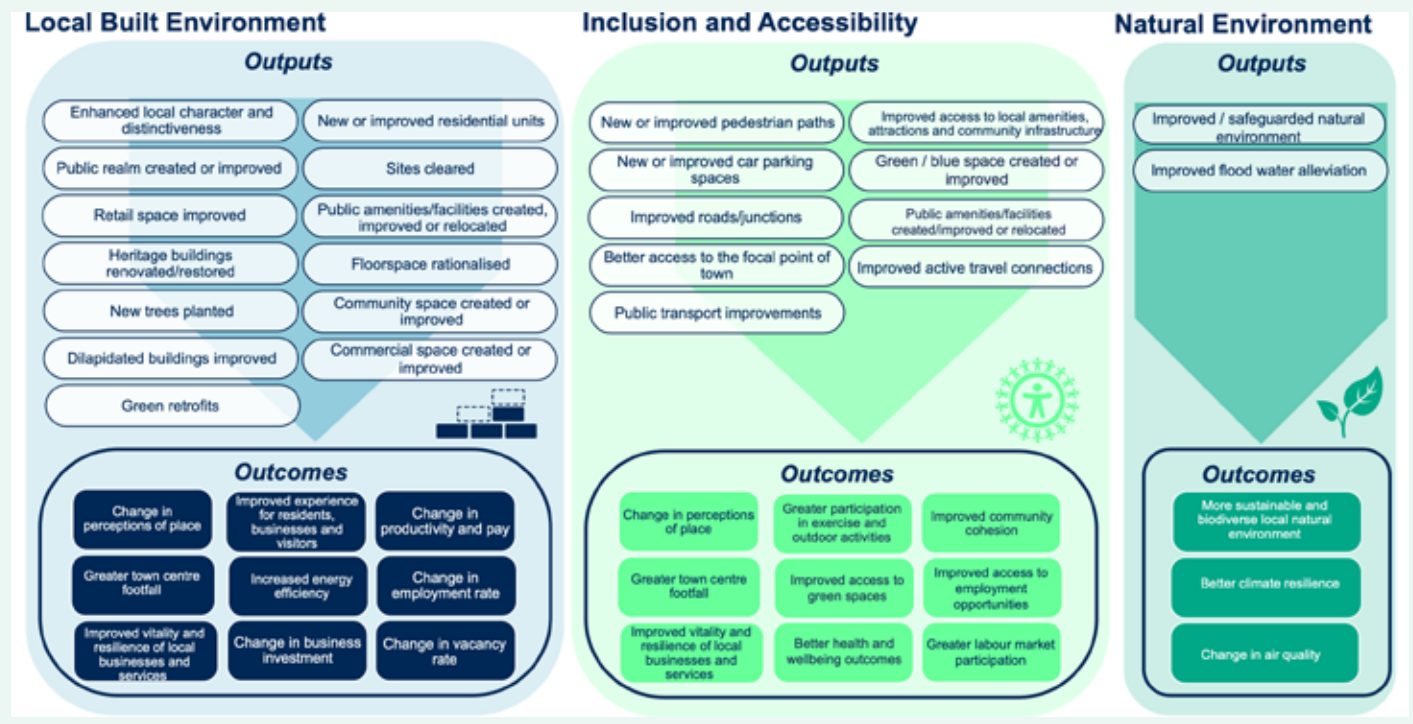 Local Built Environment
Outputs
Enhanced local character and
distinctiveness
New or improved residential units
Public realm created or improved
Sites cleared
Retail space improved
Public amenities/facilities created,
improved or relocated
Heritage buildings
renovated/restored
Floorspace rationalised
New trees planted
Community space created or
improved
Dilapidated buildings improved
Commercial space created or
improved
Green retrofits
Outcomes
Change in
perceptions of place
Improved experience
for residents,
businesses and
visitors
Change in
productivity and pay
Greater town centre
footfall
Increased energy
efficiency
Change in
employment rate
Improved vitality and
resilience of local
businesses and
services
Change in business
investment
Change in vacancy
rate
Inclusion and Accessibility
Outputs
New or improved pedestrian paths
Improved access to local amenities,
attractions and community infrastructure
New or improved car parking
spaces
Green / blue space created or
improved
Improved roads/junctions
Public amenities/facilities
created/improved or relocated
Better access to the focal point of
town
Improved active travel connections
Public transport improvements
Outcomes
Change in perceptions
of place
Greater participation
in exercise and
outdoor activities
Improved community
cohesion
Greater town centre
footfall
Improved access to
green spaces
Improved access to
employment
opportunities
Improved vitality and
resilience of local
businesses and
services
Better health and
wellbeing outcomes
Greater labour market
participation
Natural Environment
Outputs
Improved / safeguarded natural
environment
Improved flood water alleviation
Outcomes
More sustainable and
biodiverse local natural
environment
Better climate resilience
Change in air quality